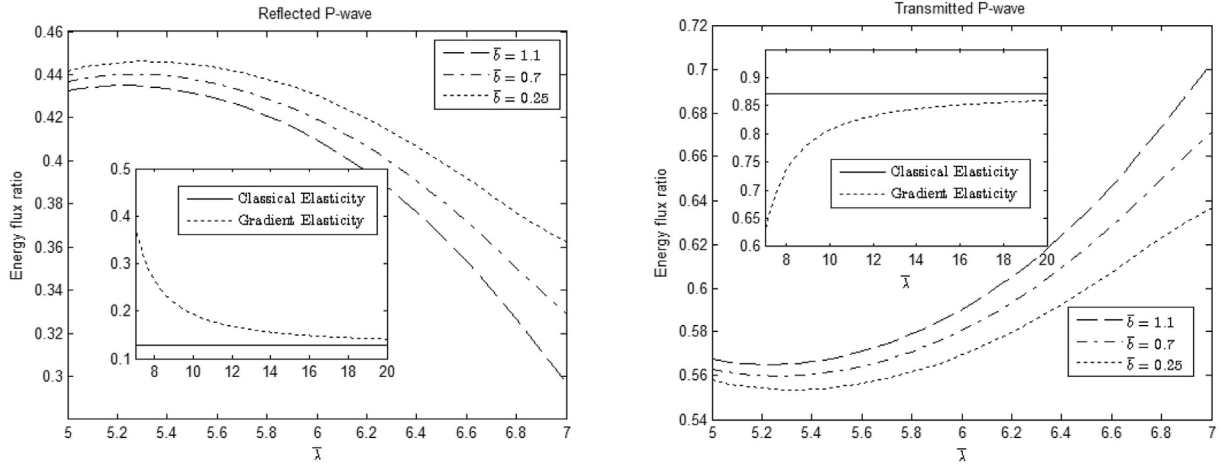 Reflected P-wave
Energy flux ratio
0.46
0.44
0.42
0.4
0.38
0.36
0.34
0.32
0.3
b̄ = 1.1
b̄ = 0.7
b̄ = 0.25
0.5
0.4
0.3
0.2
0.1
Classical Elasticity
Gradient Elasticity
8 10 12 14 16 18 20
5 5.2 5.4 5.6 5.8 6 6.2 6.4 6.6 6.8 7
λ̄
Transmitted P-wave
Energy flux ratio
0.72
0.7
0.68
0.66
0.64
0.62
0.6
0.58
0.56
0.54
0.9
0.85
0.8
0.75
0.7
0.65
0.6
Classical Elasticity
Gradient Elasticity
8 10 12 14 16 18 20
λ̄
b̄ = 1.1
b̄ = 0.7
b̄ = 0.25
5 5.2 5.4 5.6 5.8 6 6.2 6.4 6.6 6.8 7
λ̄